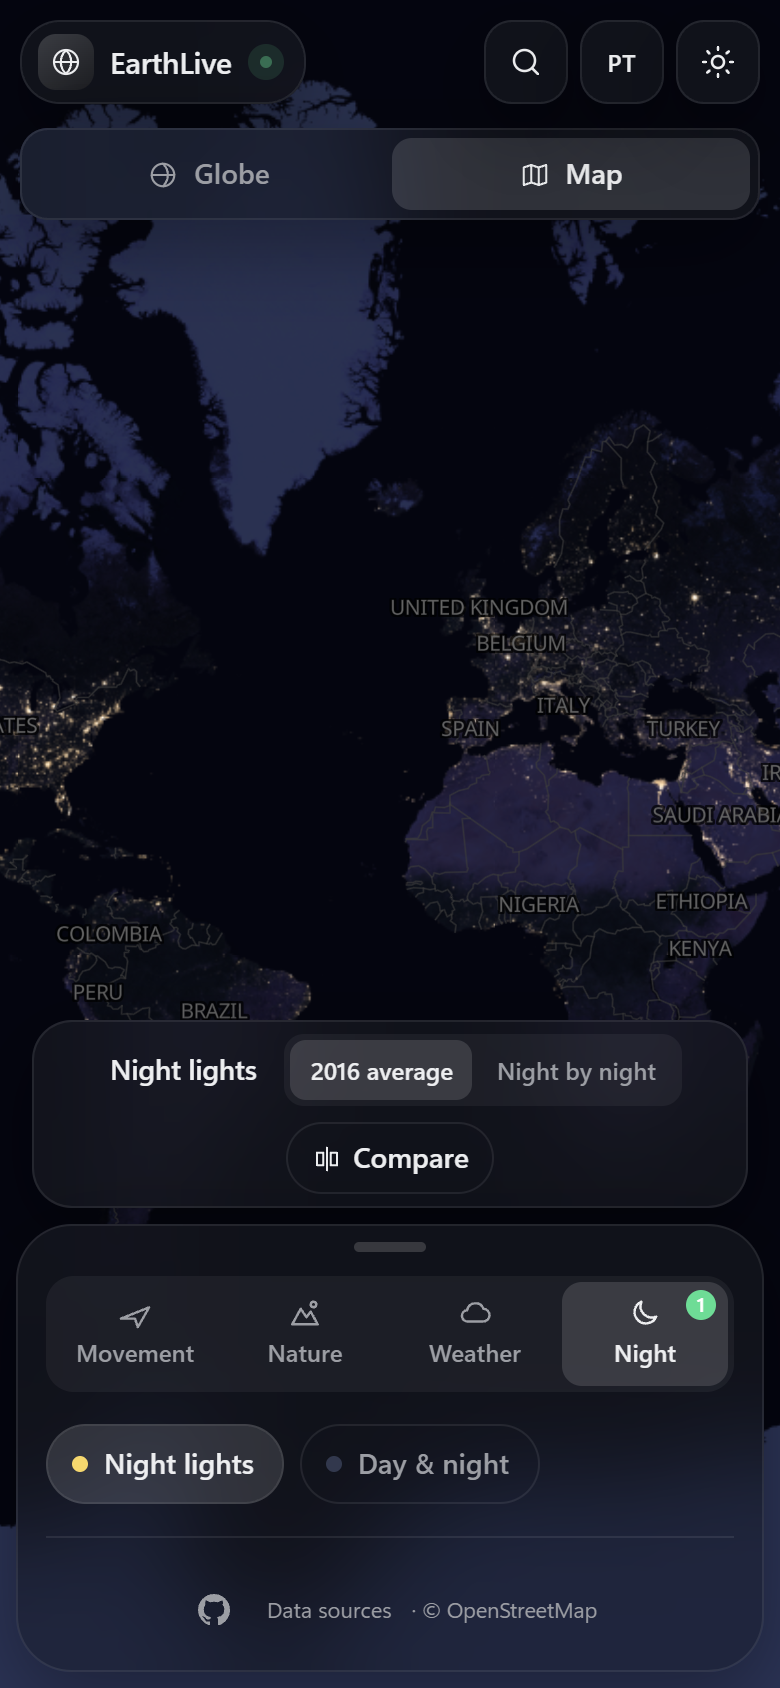 EarthLive
PT
Globe
Map
UNITED KINGDOM
BELGIUM
ITALY
ATES
SPAIN
TURKEY
IR
SAUDI ARABIA
NIGERIA
ETHIOPIA
COLOMBIA
KENYA
PERU
BRAZIL
Night lights
2016 average
Night by night
Compare
1
Movement
Nature
Weather
Night
Night lights
Day & night
Data sources · © OpenStreetMap